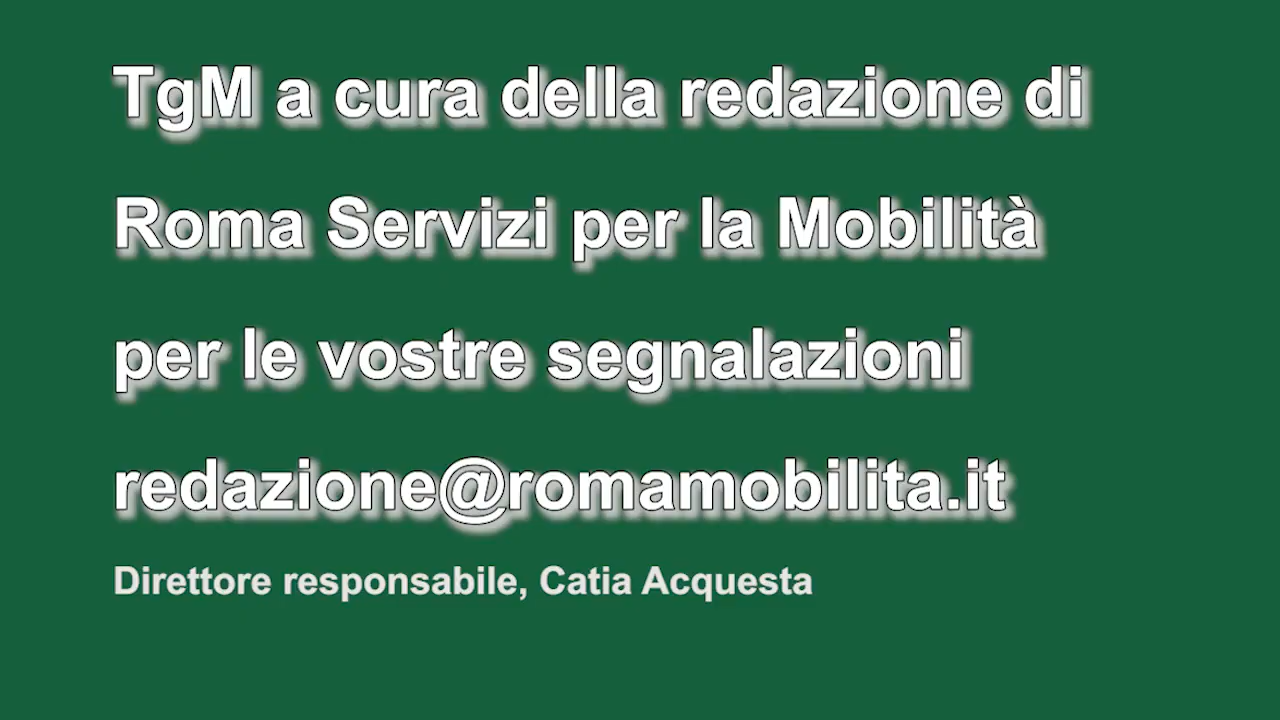 TgM a cura della redazione di
Roma Servizi per la Mobilità
per le vostre segnalazioni
redazione@romamobilita.it
Direttore responsabile, Catia Acquesta